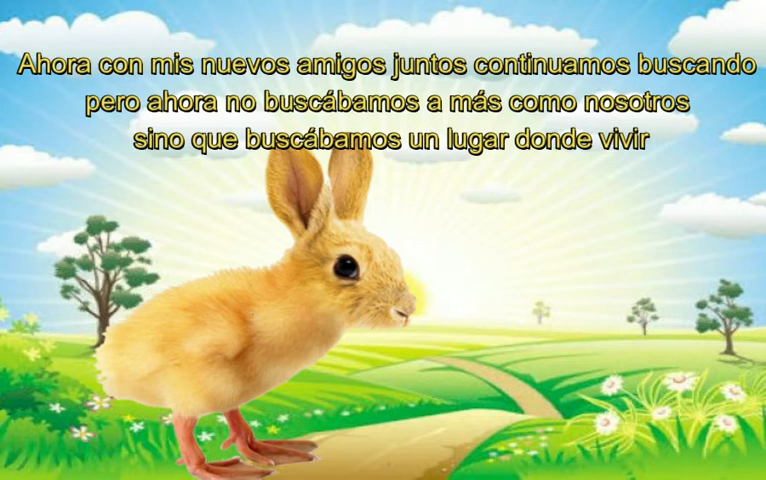 Ahora con mis nuevos amigos juntos continuamos buscando
pero ahora no buscábamos a más como nosotros
sino que buscábamos un lugar donde vivir